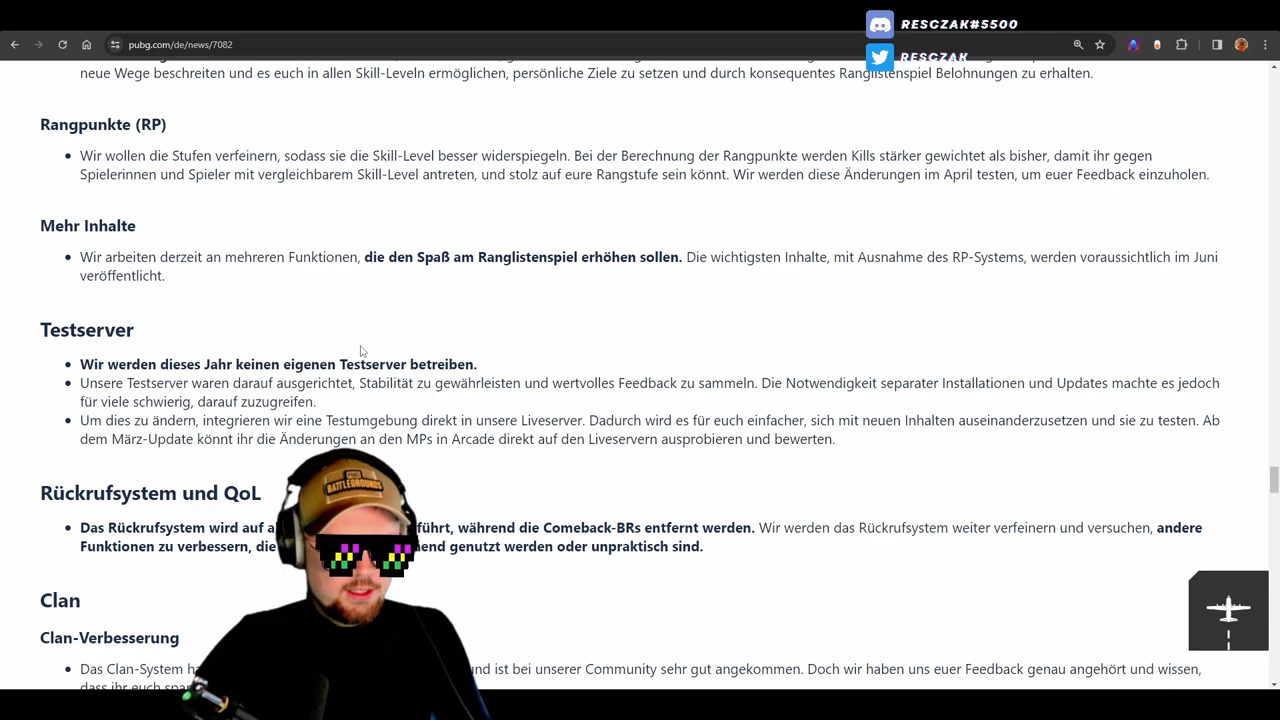 RESCZAK#5500
pubg.com/de/news/7082
RESCZAK
neue Wege beschreiten und es euch in allen Skill-Leveln ermöglichen, persönliche Ziele zu setzen und durch konsequentes Ranglistenspiel Belohnungen zu erhalten.
Rangpunkte (RP)
• Wir wollen die Stufen verfeinern, sodass sie die Skill-Level besser widerspiegeln. Bei der Berechnung der Rangpunkte werden Kills stärker gewichtet als bisher, damit ihr gegen
Spielerinnen und Spieler mit vergleichbarem Skill-Level antreten, und stolz auf eure Rangstufe sein könnt. Wir werden diese Änderungen im April testen, um euer Feedback einzuholen.
Mehr Inhalte
• Wir arbeiten derzeit an mehreren Funktionen, die den Spaß am Ranglistenspiel erhöhen sollen. Die wichtigsten Inhalte, mit Ausnahme des RP-Systems, werden voraussichtlich im Juni
veröffentlicht.
Testserver
• Wir werden dieses Jahr keinen eigenen Testserver betreiben.
• Unsere Testserver waren darauf ausgerichtet, Stabilität zu gewährleisten und wertvolles Feedback zu sammeln. Die Notwendigkeit separater Installationen und Updates machte es jedoch
für viele schwierig, darauf zuzugreifen.
• Um dies zu ändern, integrieren wir eine Testumgebung direkt in unsere Liveserver. Dadurch wird es für euch einfacher, sich mit neuen Inhalten auseinanderzusetzen und sie zu testen. Ab
dem März-Update könnt ihr die Änderungen an den MPs in Arcade direkt auf den Liveservern ausprobieren und bewerten.
Rückrufsystem und QoL
• Das Rückrufsystem wird auf während die Comeback-BRs entfernt werden. Wir werden das Rückrufsystem weiter verfeinern und versuchen, andere
Funktionen zu verbessern, die genutzt werden oder unpraktisch sind.
BATTLEGROUNDS
Clan
Clan-Verbesserung
• Das Clan-System und ist bei unserer Community sehr gut angekommen. Doch wir haben uns euer Feedback genau angehört und wissen,
dass ihr euch